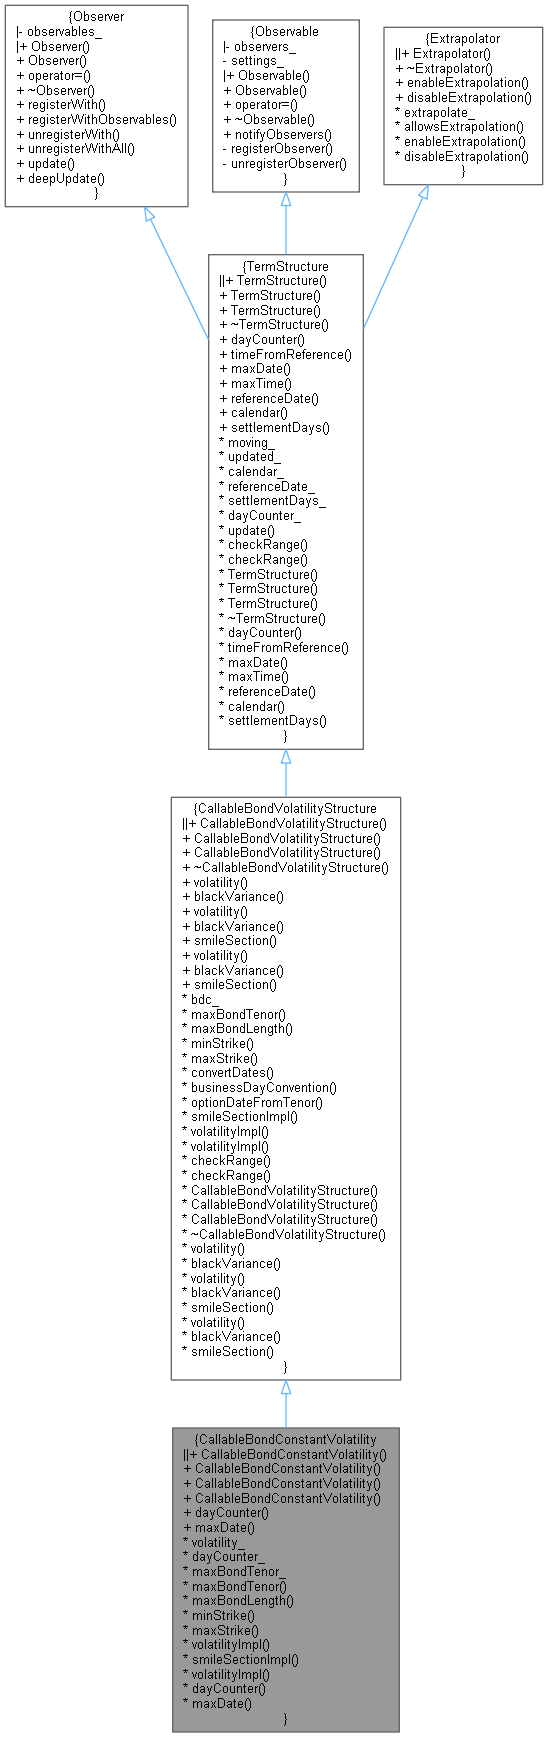 {Observer
|- observables_
|+ Observer()
+ Observer()
+ operator=()
+ ~Observer()
+ registerWith()
+ registerWithObservables()
+ unregisterWith()
+ unregisterWithAll()
+ update()
+ deepUpdate()
}
{Observable
|- observers_
- settings_
|+ Observable()
+ Observable()
+ operator=()
+ ~Observable()
+ notifyObservers()
- registerObserver()
- unregisterObserver()
}
{Extrapolator
||+ Extrapolator()
+ ~Extrapolator()
+ enableExtrapolation()
+ disableExtrapolation()
* extrapolate_
* allowsExtrapolation()
* enableExtrapolation()
* disableExtrapolation()
}
{TermStructure
||+ TermStructure()
+ TermStructure()
+ TermStructure()
+ ~TermStructure()
+ dayCounter()
+ timeFromReference()
+ maxDate()
+ maxTime()
+ referenceDate()
+ calendar()
+ settlementDays()
* moving_
* updated_
* calendar_
* referenceDate_
* settlementDays_
* dayCounter_
* update()
* checkRange()
* checkRange()
* TermStructure()
* TermStructure()
* TermStructure()
* ~TermStructure()
* dayCounter()
* timeFromReference()
* maxDate()
* maxTime()
* referenceDate()
* calendar()
* settlementDays()
}
{CallableBondVolatilityStructure
||+ CallableBondVolatilityStructure()
+ CallableBondVolatilityStructure()
+ CallableBondVolatilityStructure()
+ ~CallableBondVolatilityStructure()
+ volatility()
+ blackVariance()
+ volatility()
+ blackVariance()
+ smileSection()
+ volatility()
+ blackVariance()
+ smileSection()
* bdc_
* maxBondTenor()
* maxBondLength()
* minStrike()
* maxStrike()
* convertDates()
* businessDayConvention()
* optionDateFromTenor()
* smileSectionImpl()
* volatilityImpl()
* volatilityImpl()
* checkRange()
* checkRange()
* CallableBondVolatilityStructure()
* CallableBondVolatilityStructure()
* CallableBondVolatilityStructure()
* ~CallableBondVolatilityStructure()
* volatility()
* blackVariance()
* volatility()
* blackVariance()
* smileSection()
* volatility()
* blackVariance()
* smileSection()
}
{CallableBondConstantVolatility
||+ CallableBondConstantVolatility()
+ CallableBondConstantVolatility()
+ CallableBondConstantVolatility()
+ CallableBondConstantVolatility()
+ dayCounter()
+ maxDate()
* volatility_
* dayCounter_
* maxBondTenor_
* maxBondTenor()
* maxBondLength()
* minStrike()
* maxStrike()
* volatilityImpl()
* smileSectionImpl()
* volatilityImpl()
* dayCounter()
* maxDate()
}